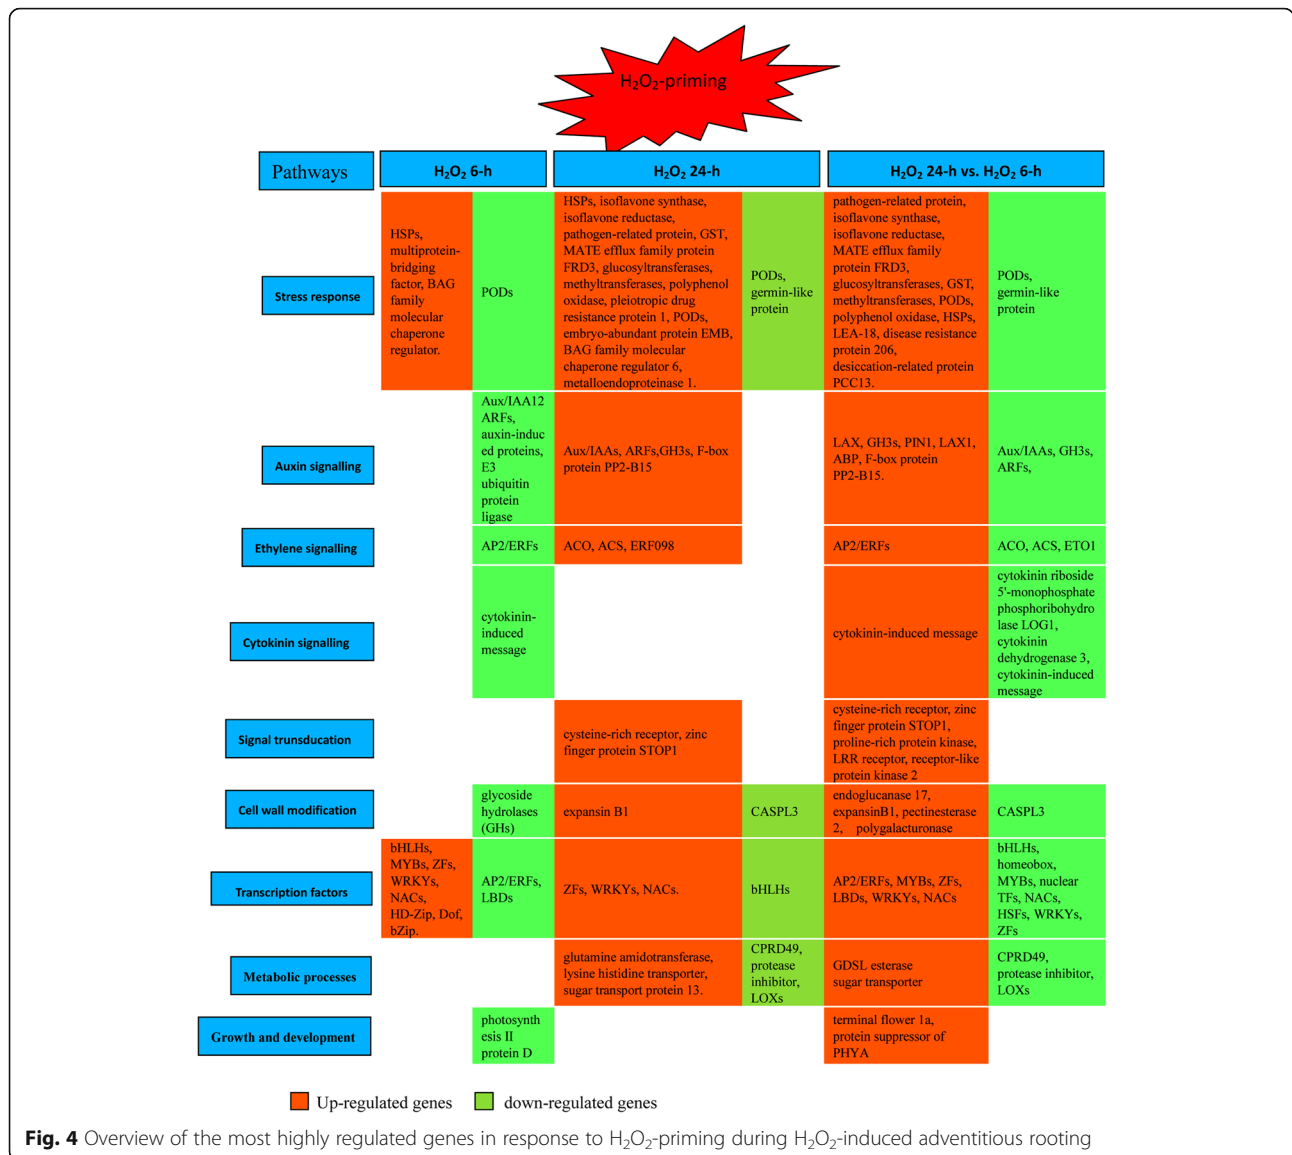 H₂O₂-priming
Pathways
H₂O₂ 6-h
H₂O₂ 24-h
H₂O₂ 24-h vs. H₂O₂ 6-h
Stress response
HSPs,
multiprotein-
bridging
factor, BAG
family
molecular
chaperone
regulator.
PODs
HSPs, isoflavone synthase,
isoflavone reductase,
pathogen-related protein, GST,
MATE efflux family protein
FRD3, glucosyltransferases,
methyltransferases, polyphenol
oxidase, pleiotropic drug
resistance protein 1, PODs,
embryo-abundant protein EMB,
BAG family molecular
chaperone regulator 6,
metalloendoproteinase 1.
PODs,
germin-like
protein
pathogen-related protein,
isoflavone synthase,
isoflavone reductase,
MATE efflux family
protein FRD3,
glucosyltransferases, GST,
methyltransferases, PODs,
polyphenol oxidase, HSPs,
LEA-18, disease resistance
protein 206,
desiccation-related protein
PCC13.
PODs,
germin-like
protein
Auxin signalling
Aux/IAA12
ARFs,
auxin-induc
ed proteins,
E3
ubiquitin
protein
ligase
Aux/IAAs, ARFs,GH3s, F-box
protein PP2-B15
LAX, GH3s, PIN1, LAX1,
ABP, F-box protein
PP2-B15.
Aux/IAAs, GH3s,
ARFs,
Ethylene signalling
AP2/ERFs
ACO, ACS, ERF098
AP2/ERFs
ACO, ACS, ETO1
Cytokinin signalling
cytokinin-
induced
message
cytokinin-induced message
cytokinin riboside
5'-monophosphate
phosphoribohydro
lase LOG1,
cytokinin
dehydrogenase 3,
cytokinin-induced
message
Signal trunsducation
cysteine-rich receptor, zinc
finger protein STOP1
cysteine-rich receptor, zinc
finger protein STOP1,
proline-rich protein kinase,
LRR receptor, receptor-like
protein kinase 2
Cell wall modification
glycoside
hydrolases
(GHs)
expansin B1
CASPL3
endoglucanase 17,
expansinB1, pectinesterase
2, polygalacturonase
CASPL3
Transcription factors
bHLHs,
MYBs, ZFs,
WRKYs,
NACs,
HD-Zip, Dof,
bZip.
AP2/ERFs,
LBDs
ZFs, WRKYs, NACs.
bHLHs
AP2/ERFs, MYBs, ZFs,
LBDs, WRKYs, NACs
bHLHs,
homeobox,
MYBs, nuclear
TFs, NACs,
HSFs, WRKYs,
ZFs
Metabolic processes
glutamine amidotransferase,
lysine histidine transporter,
sugar transport protein 13.
CPRD49,
protease
inhibitor,
LOXs
GDSL esterase
sugar transporter
CPRD49,
protease inhibitor,
LOXs
Growth and development
photosynth
esis II
protein D
terminal flower 1a,
protein suppressor of
PHYA
Up-regulated genes
down-regulated genes
Fig. 4 Overview of the most highly regulated genes in response to H₂O₂-priming during H₂O₂-induced adventitious rooting